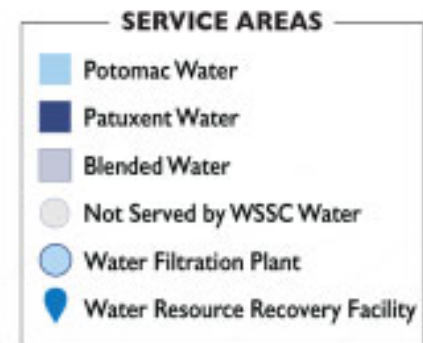 SERVICE AREAS
Potomac Water
Patuxent Water
Blended Water
Not Served by WSSC Water
Water Filtration Plant
Water Resource Recovery Facility